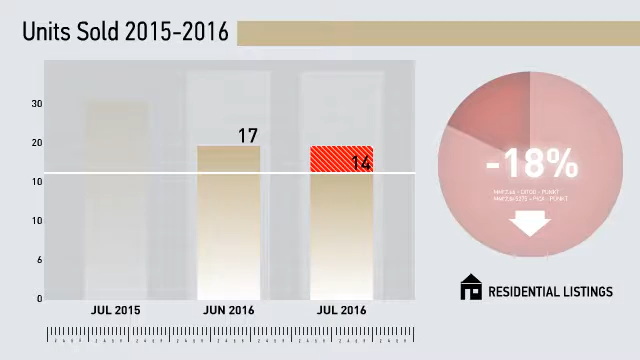 Units Sold 2015-2016
30
20
10
10
6
0
17
14
JUL 2015
JUN 2016
JUL 2016
-18%
RESIDENTIAL LISTINGS